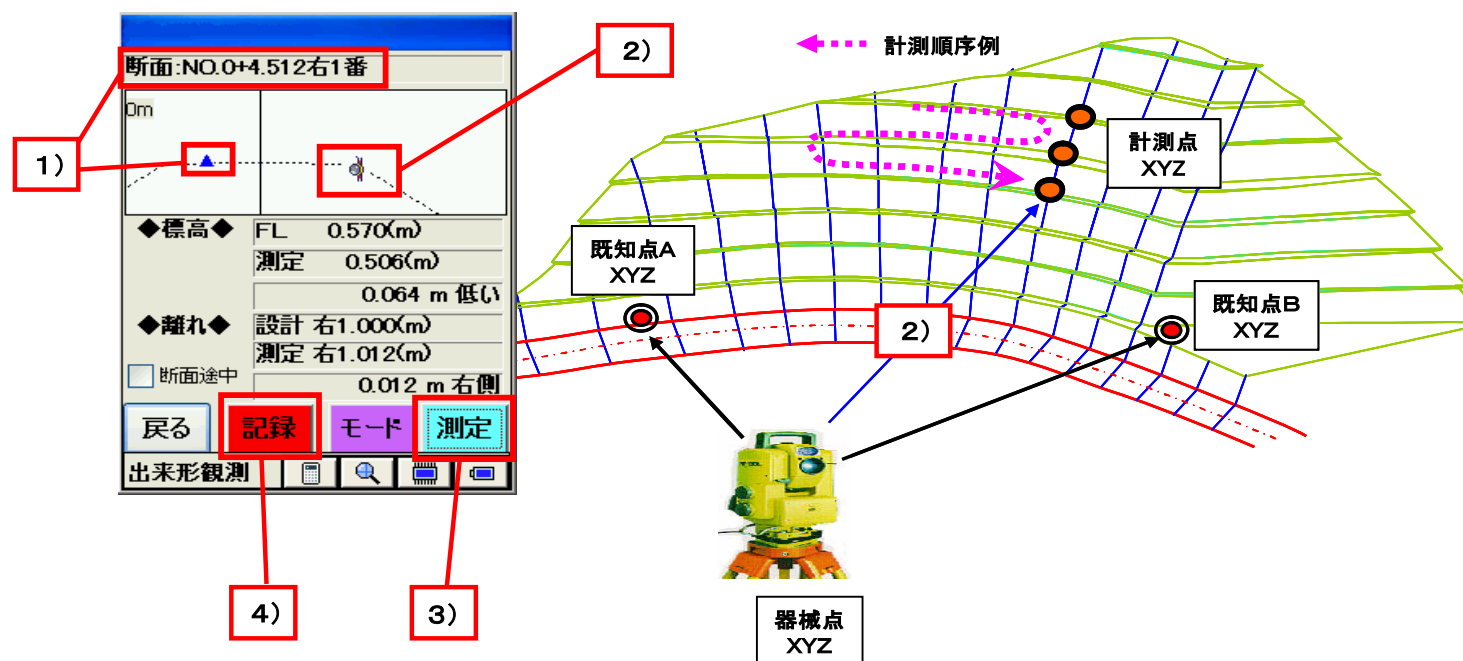 断面:NO.0+4.512右1番
0m
◆標高◆ FL 0.570(m)
測定 0.506(m)
0.064 m 低い
◆離れ◆ 設計 右1.000(m)
測定 右1.012(m)
断面途中
0.012 m 右側
戻る 記録 モード 測定
出来形観測
1）
2）
3）
4）
計測順序例
計測点
XYZ
既知点A
XYZ
2）
既知点B
XYZ
器械点
XYZ